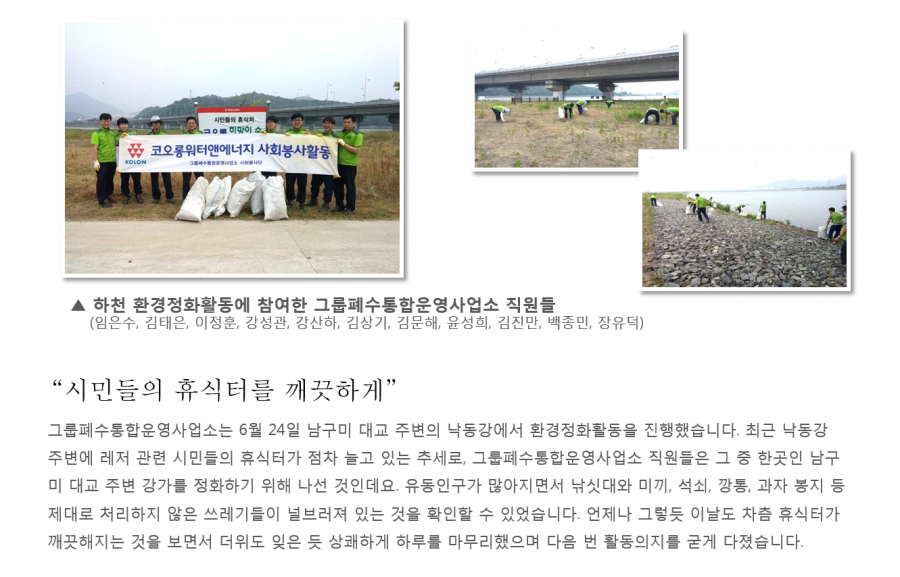 시민들의 휴식처
KOLON
코오롱워터앤에너지 사회봉사활동
그룹폐수통합운영사업소 사회봉사단
▲ 하천 환경정화활동에 참여한 그룹폐수통합운영사업소 직원들
(임은수, 김태은, 이정훈, 강성관, 강산하, 김상기, 김문해, 윤성희, 김진만, 백종민, 장유덕)
“시민들의 휴식터를 깨끗하게”
그룹폐수통합운영사업소는 6월 24일 남구미 대교 주변의 낙동강에서 환경정화활동을 진행했습니다. 최근 낙동강
주변에 레저 관련 시민들의 휴식터가 점차 늘고 있는 추세로, 그룹폐수통합운영사업소 직원들은 그 중 한곳인 남구
미 대교 주변 강가를 정화하기 위해 나선 것인데요. 유동인구가 많아지면서 낚싯대와 미끼, 석쇠, 깡통, 과자 봉지 등
제대로 처리하지 않은 쓰레기들이 널브러져 있는 것을 확인할 수 있었습니다. 언제나 그렇듯 이날도 차츰 휴식터가
깨끗해지는 것을 보면서 더위도 잊은 듯 상쾌하게 하루를 마무리했으며 다음 번 활동의지를 굳게 다졌습니다.